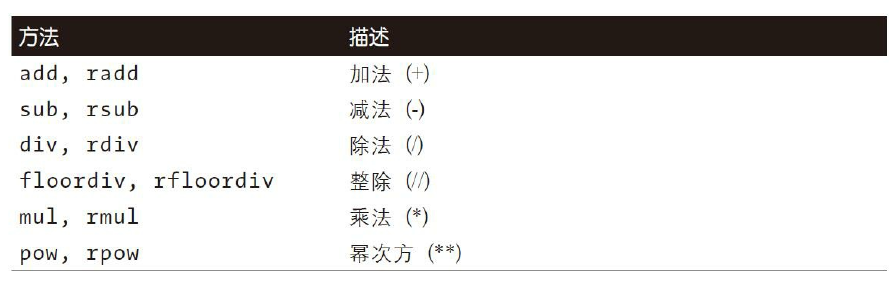 方法 描述
add, radd 加法 (+)
sub, rsub 减法 (-)
div, rdiv 除法 (/)
floordiv, rfloordiv 整除 (//)
mul, rmul 乘法 (*)
pow, rpow 幂次方 (**)